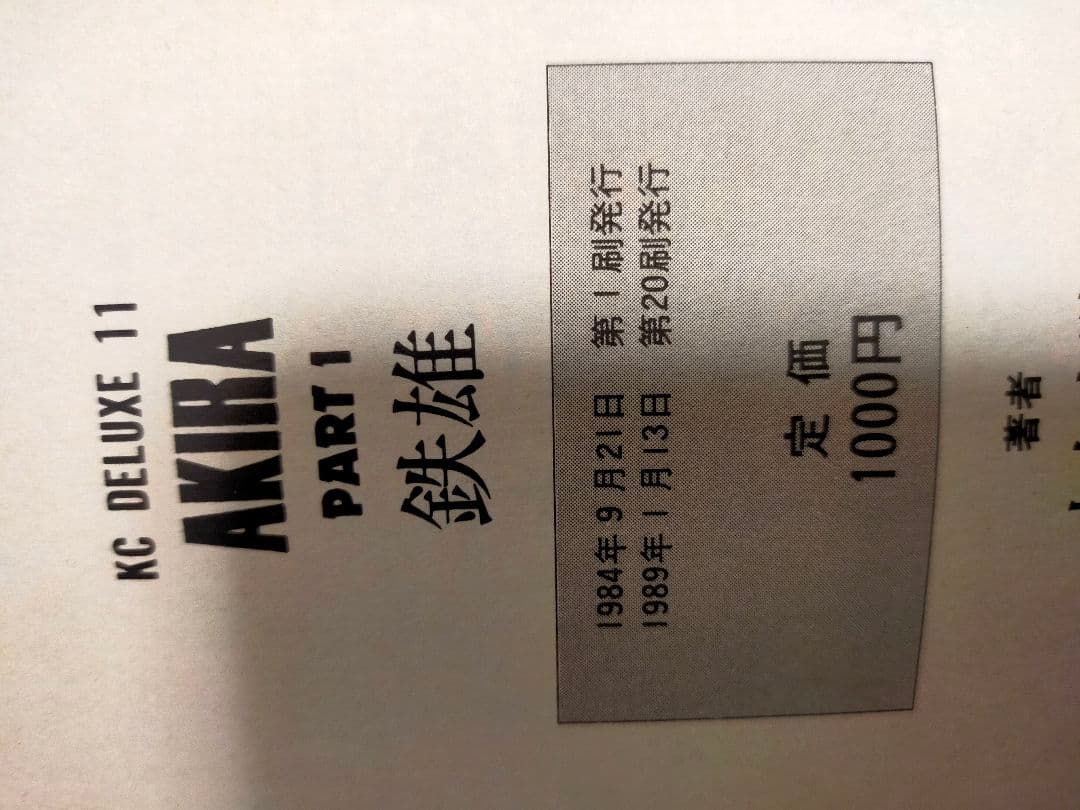 KC DELUXE 11
AKIRA
PART 1
鉄雄
1984年9月21日 第1刷発行
1989年1月13日 第20刷発行
定価
1000円
著者